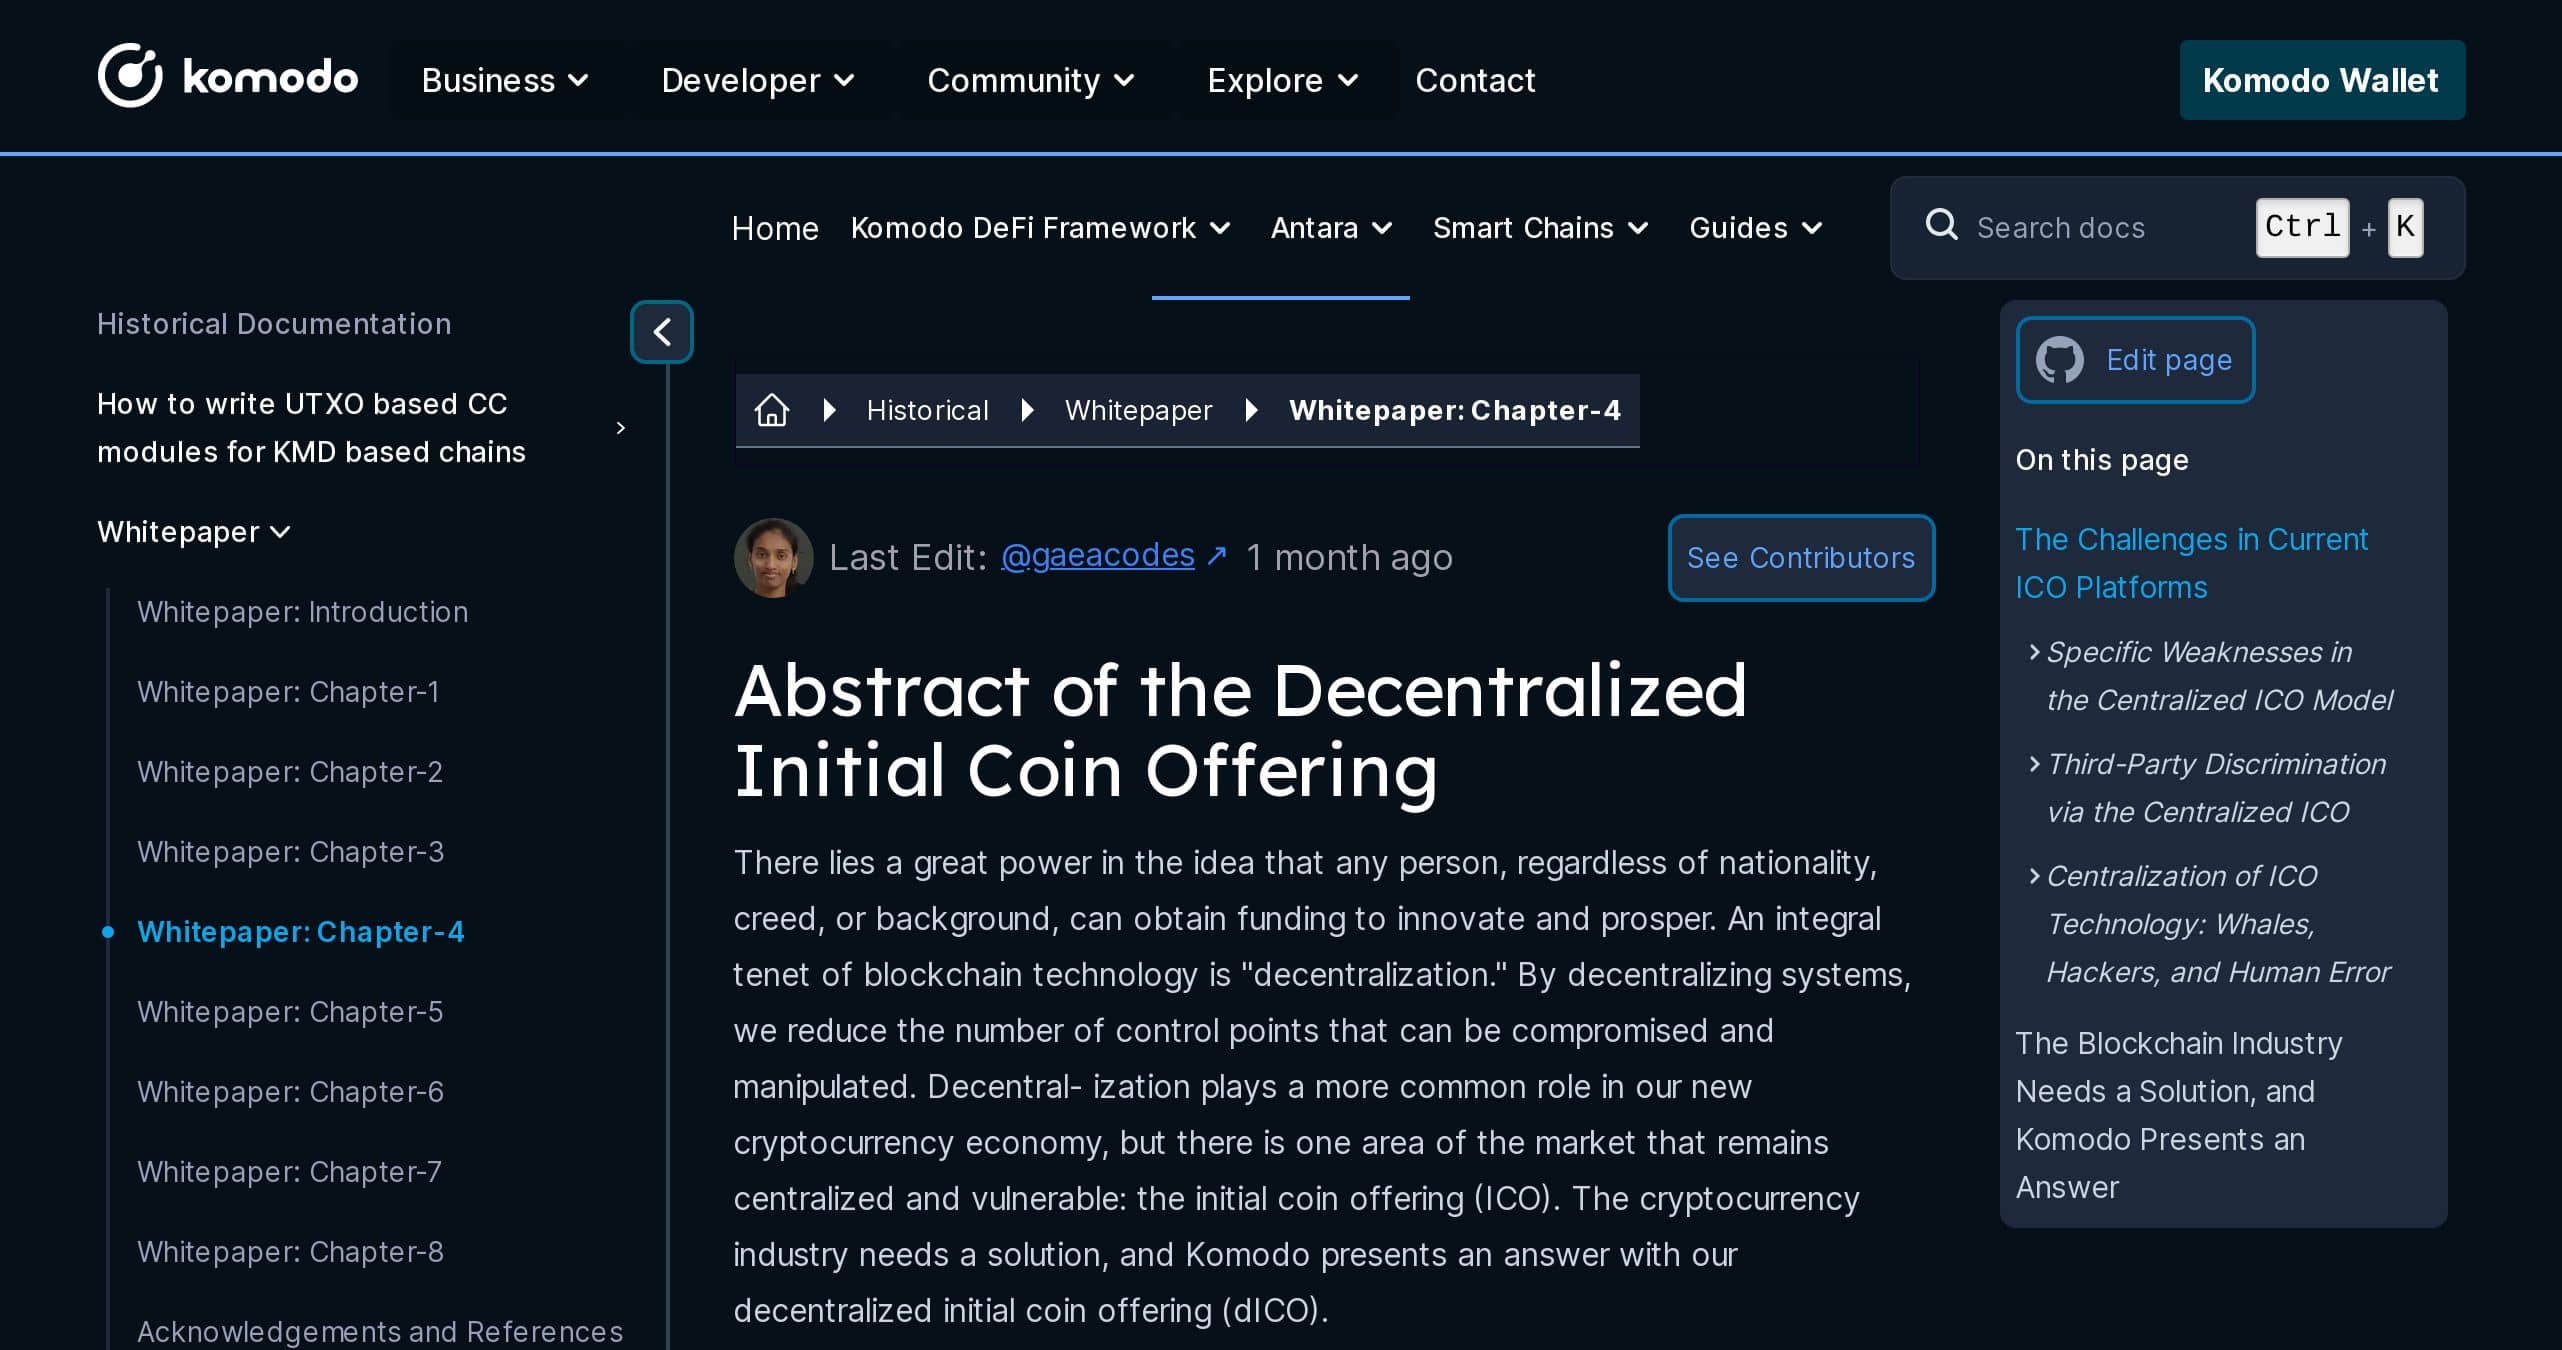 komodo
Business
Developer
Community
Explore
Contact
Komodo Wallet
Home
Komodo DeFi Framework
Antara
Smart Chains
Guides
Search docs
Ctrl + K
Historical Documentation
How to write UTXO based CC
modules for KMD based chains
Whitepaper
Whitepaper: Introduction
Whitepaper: Chapter-1
Whitepaper: Chapter-2
Whitepaper: Chapter-3
Whitepaper: Chapter-4
Whitepaper: Chapter-5
Whitepaper: Chapter-6
Whitepaper: Chapter-7
Whitepaper: Chapter-8
Acknowledgements and References
Historical
Whitepaper
Whitepaper: Chapter-4
Last Edit: @gaeacodes ↗ 1 month ago
See Contributors
Abstract of the Decentralized
Initial Coin Offering
There lies a great power in the idea that any person, regardless of nationality,
creed, or background, can obtain funding to innovate and prosper. An integral
tenet of blockchain technology is "decentralization." By decentralizing systems,
we reduce the number of control points that can be compromised and
manipulated. Decentral- ization plays a more common role in our new
cryptocurrency economy, but there is one area of the market that remains
centralized and vulnerable: the initial coin offering (ICO). The cryptocurrency
industry needs a solution, and Komodo presents an answer with our
decentralized initial coin offering (dICO).
Edit page
On this page
The Challenges in Current
ICO Platforms
Specific Weaknesses in
the Centralized ICO Model
Third-Party Discrimination
via the Centralized ICO
Centralization of ICO
Technology: Whales,
Hackers, and Human Error
The Blockchain Industry
Needs a Solution, and
Komodo Presents an
Answer